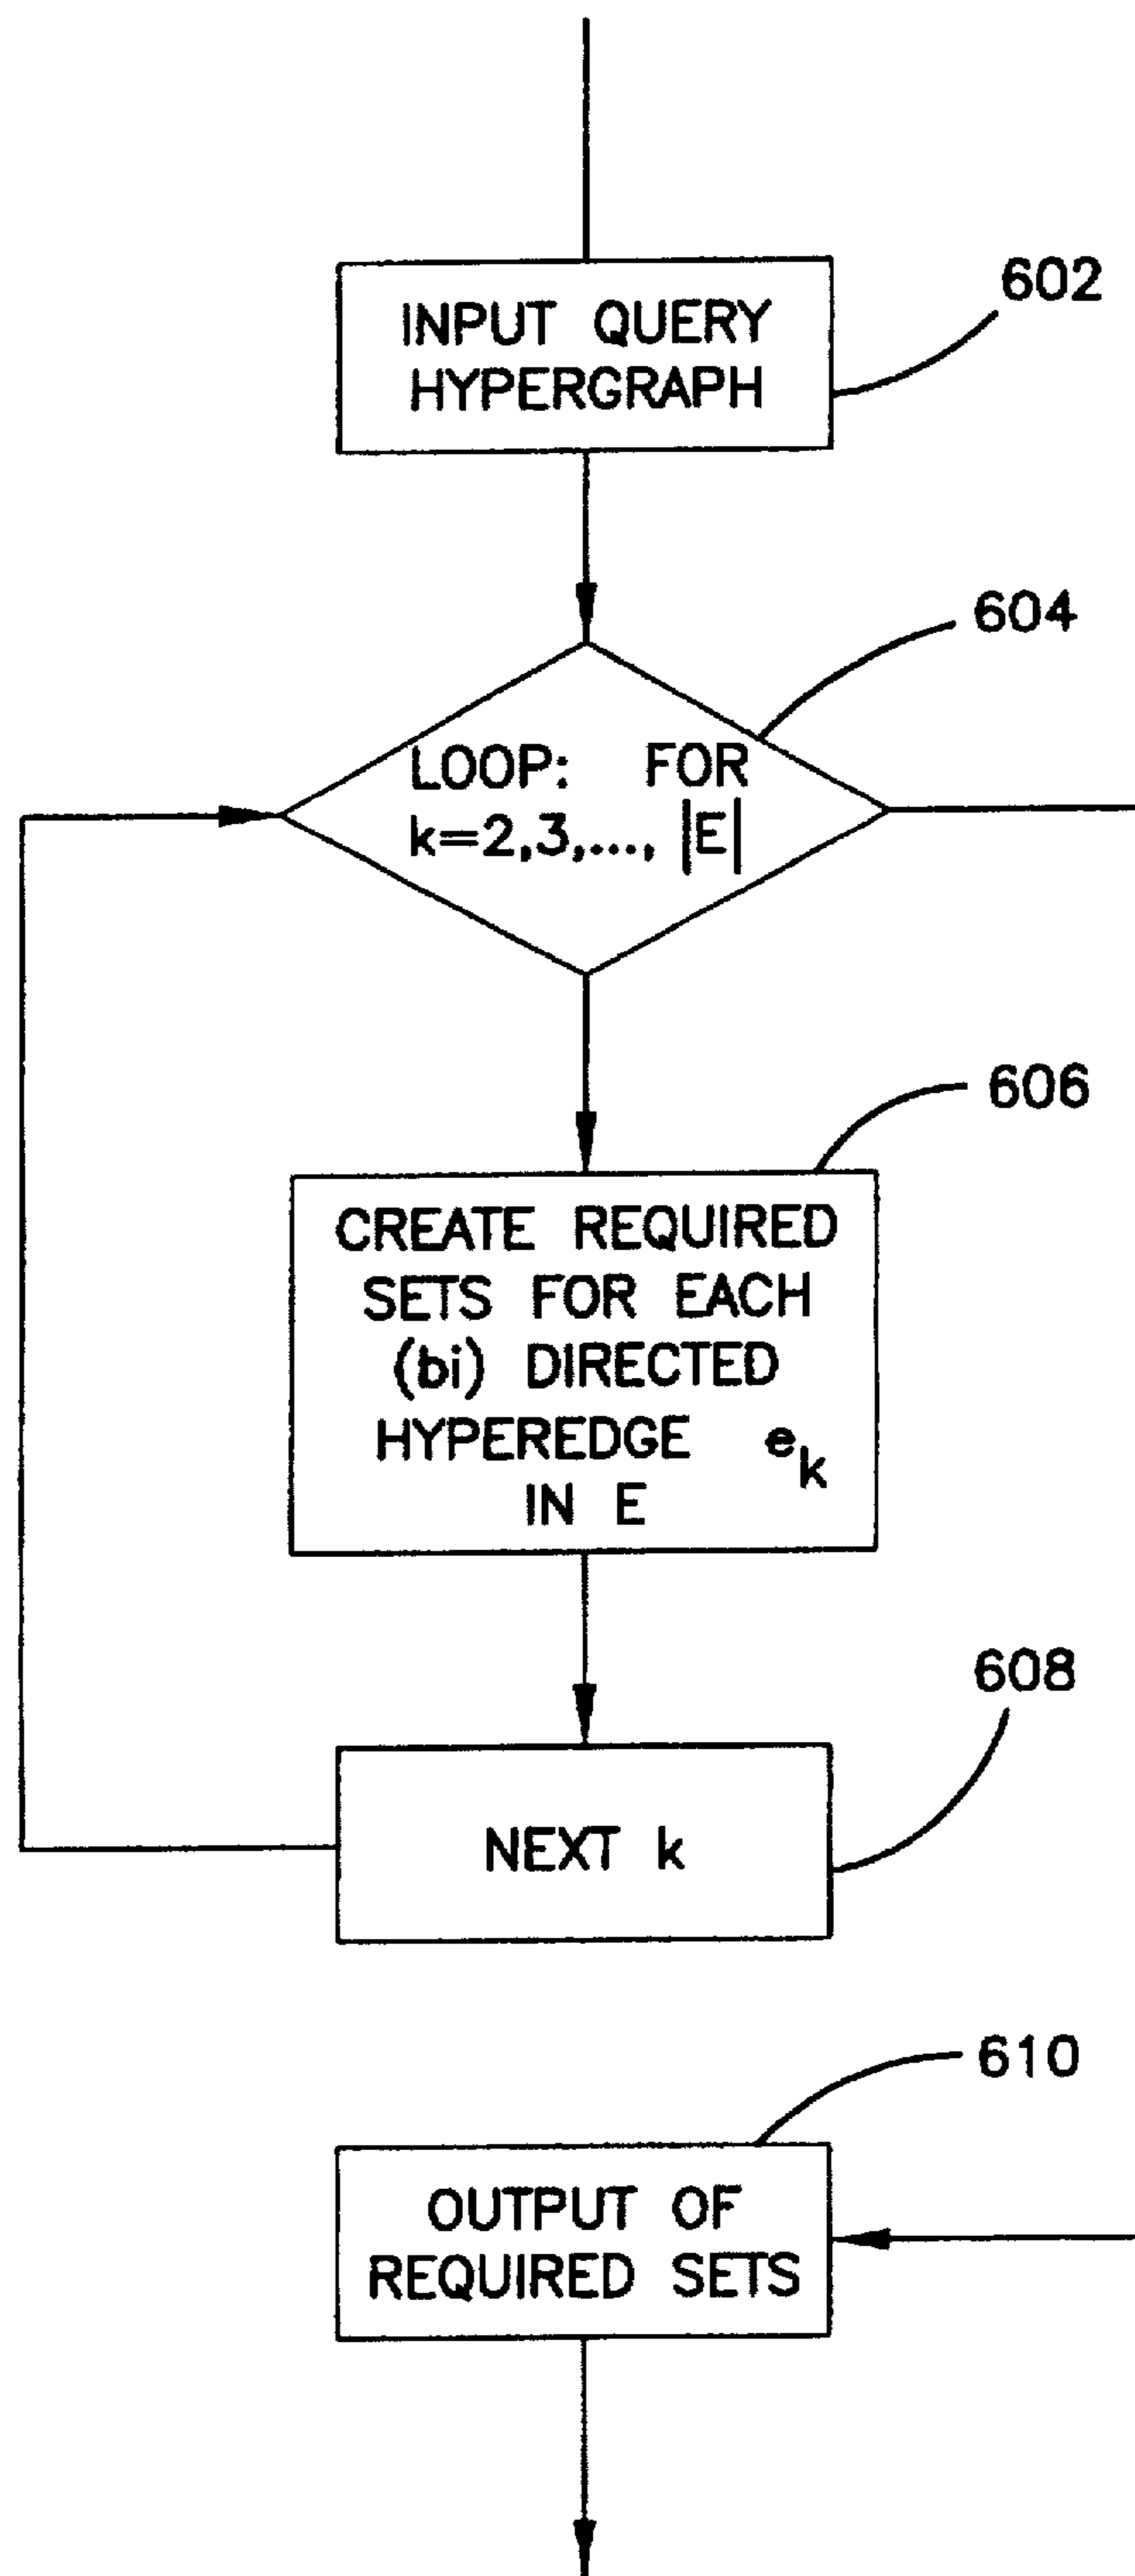 INPUT QUERY
HYPERGRAPH
602
LOOP: FOR
k=2,3,..., |E|
604
CREATE REQUIRED
SETS FOR EACH
(bi) DIRECTED
HYPEREDGE e_k
IN E
606
NEXT k
608
OUTPUT OF
REQUIRED SETS
610